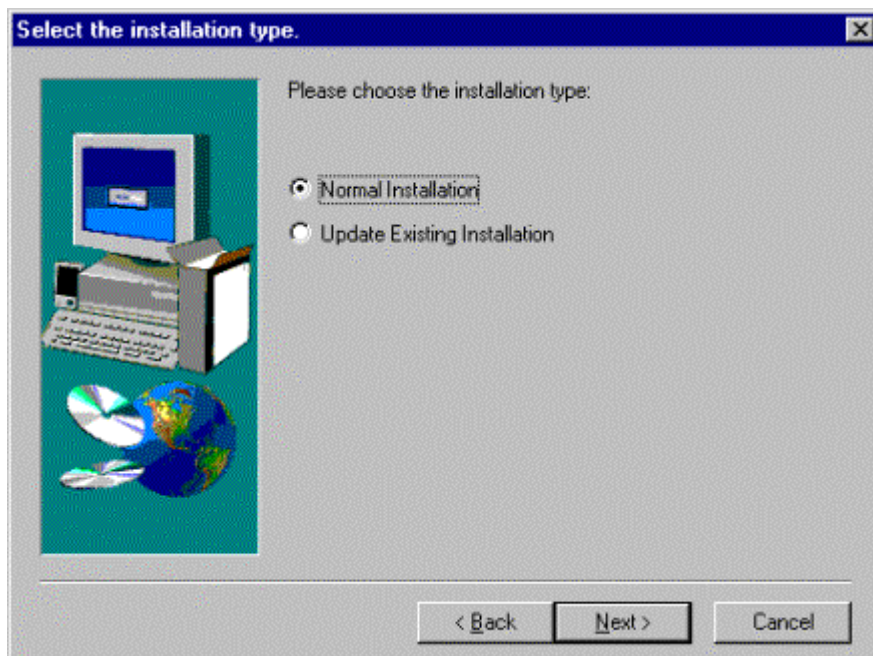 Select the installation type.
Please choose the installation type:
Normal Installation
Update Existing Installation
< Back
Next >
Cancel